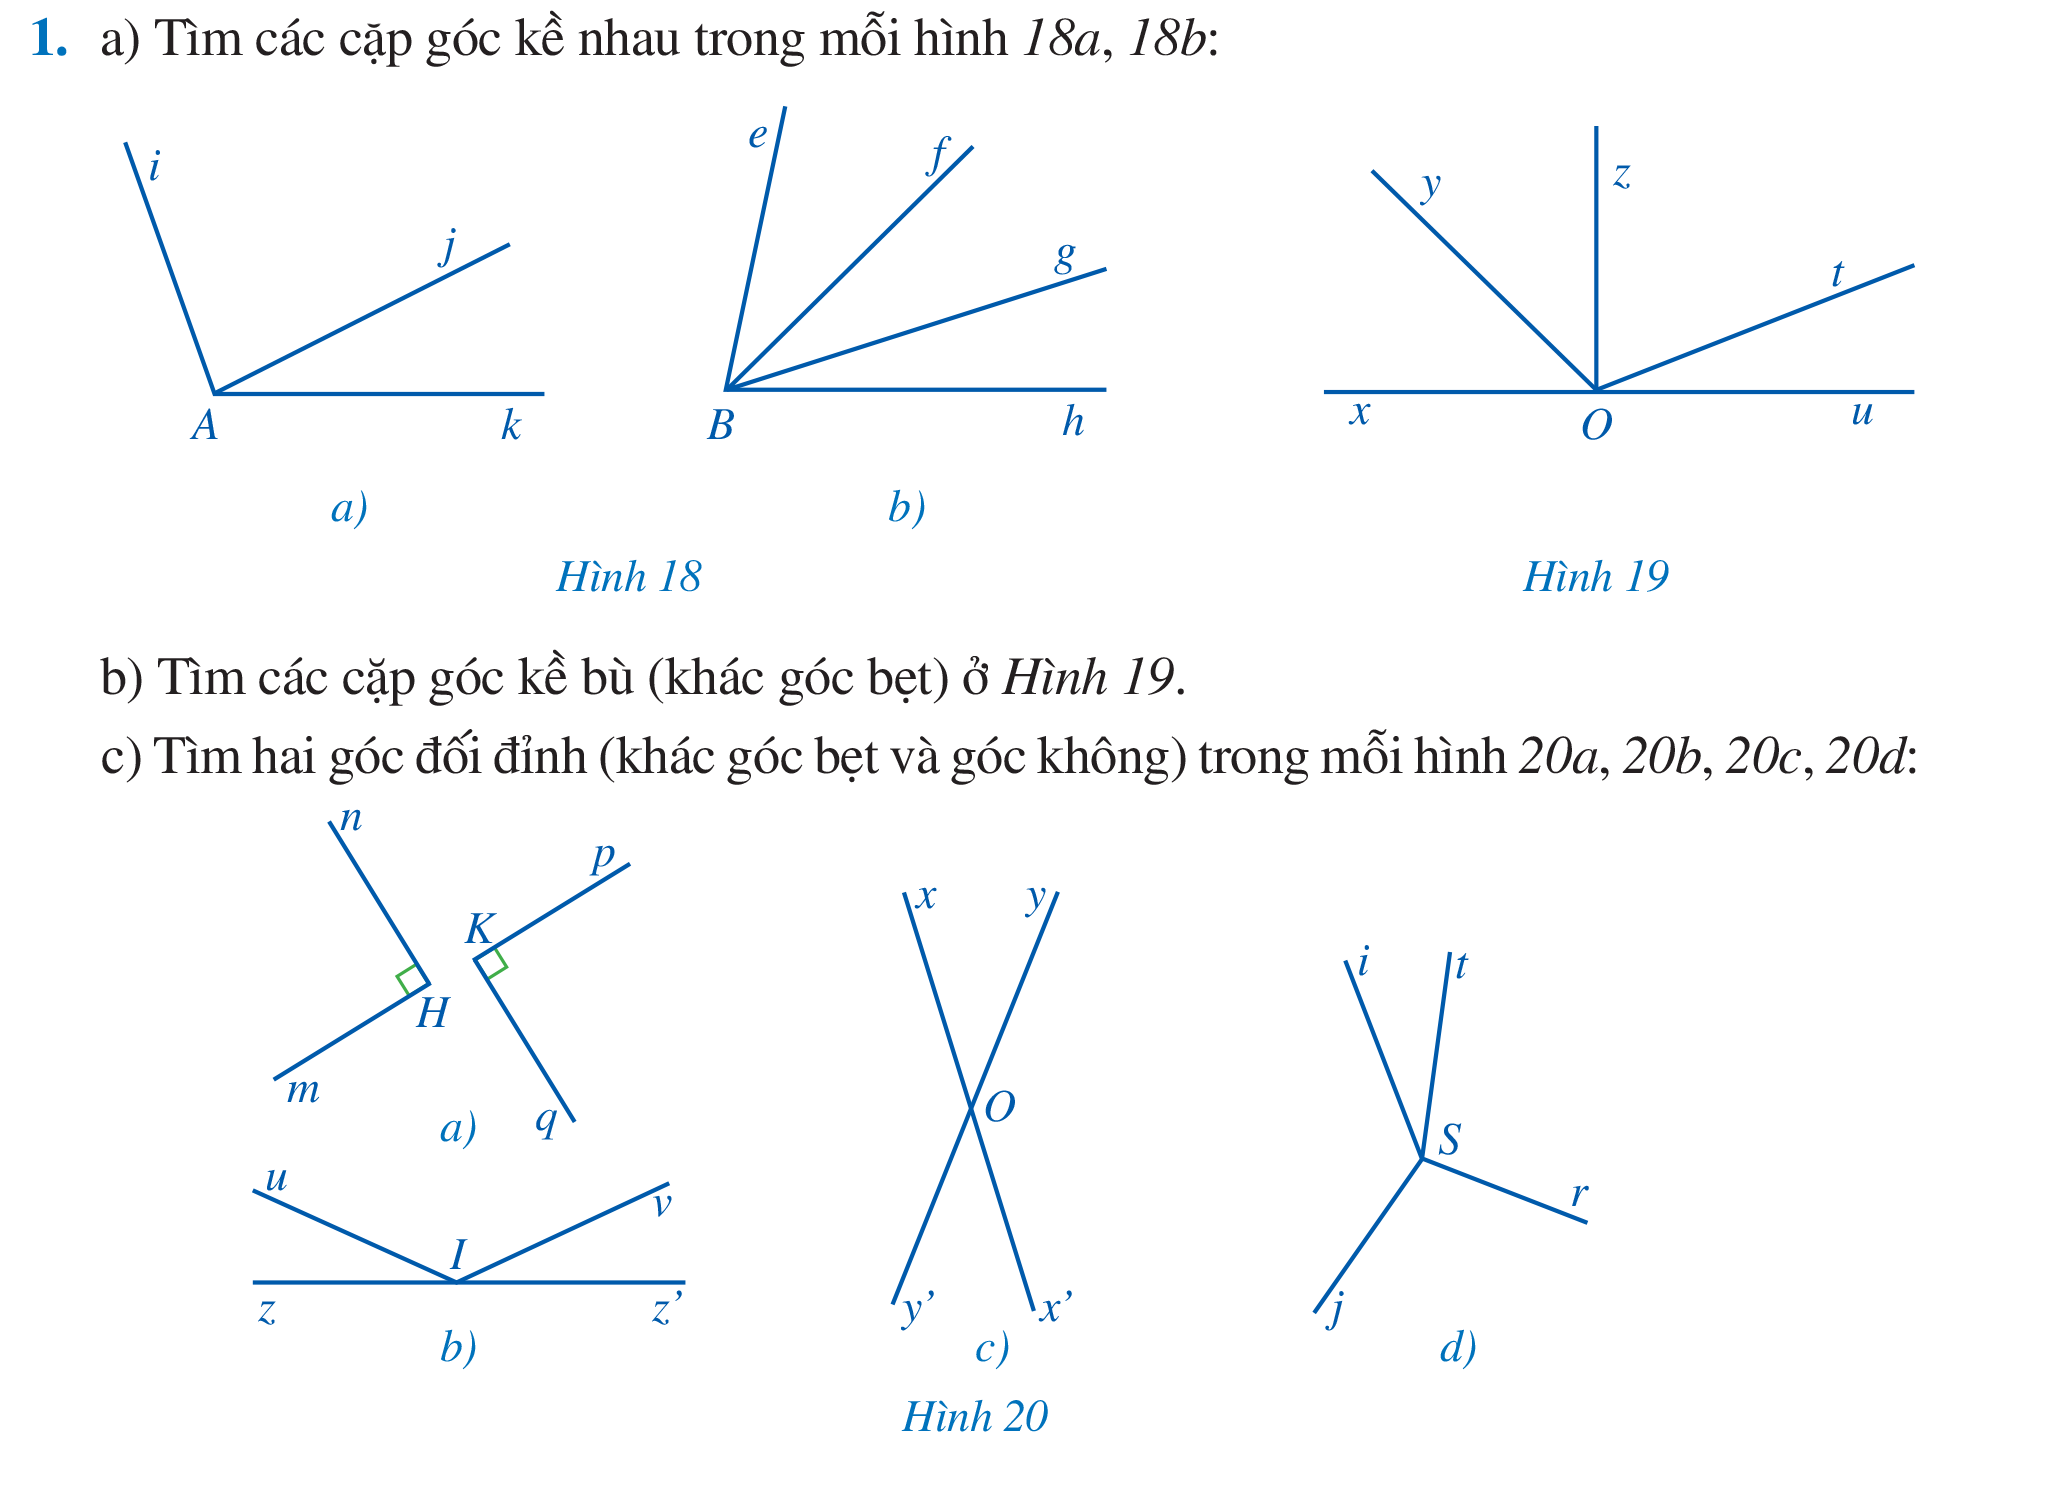 1. a) Tìm các cặp góc kề nhau trong mỗi hình 18a, 18b:
i
j
A
k
e
f
g
B
h
y
z
t
x
O
u
a)
b)
Hình 18
Hình 19
b) Tìm các cặp góc kề bù (khác góc bẹt) ở Hình 19.
c) Tìm hai góc đối đỉnh (khác góc bẹt và góc không) trong mỗi hình 20a, 20b, 20c, 20d:
n
p
K
H
m
q
a)
u
v
I
z
z’
b)
x
y
O
y’
x’
c)
i
t
S
r
j
d)
Hình 20